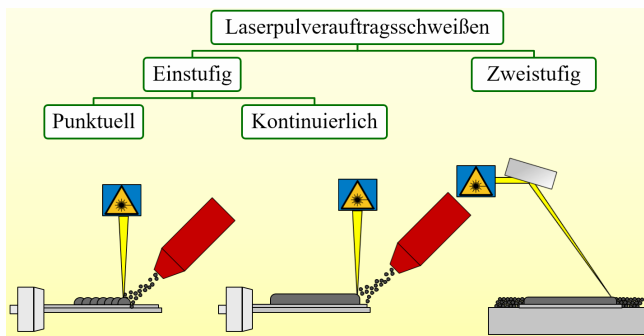 Laserpulverauftragsschweißen
Einstufig
Zweistufig
Punktuell
Kontinuierlich